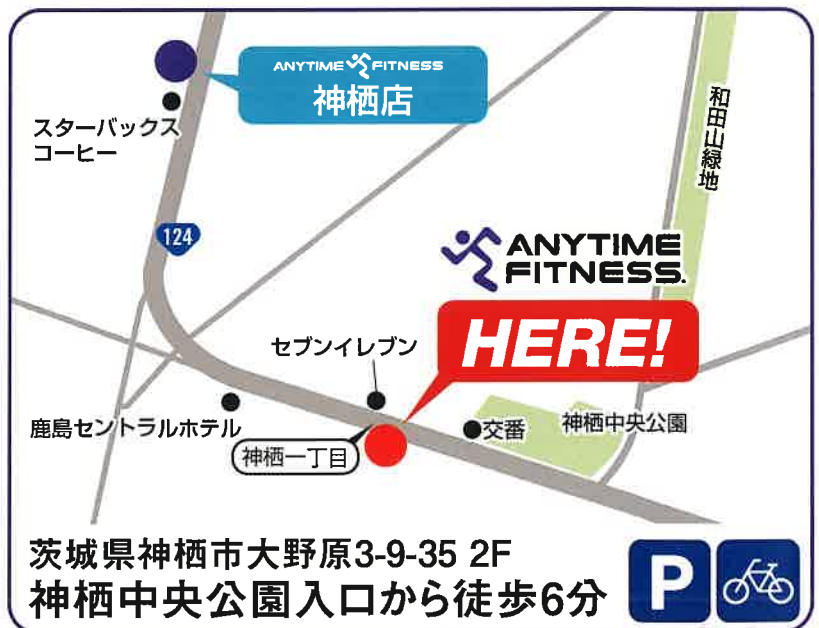 ANYTIME FITNESS
神栖店
スターバックス
コーヒー
和田山緑地
124
ANYTIME
FITNESS.
HERE!
セブンイレブン
鹿島セントラルホテル
神栖一丁目
交番
神栖中央公園
茨城県神栖市大野原3-9-35 2F
神栖中央公園入口から徒歩6分
P